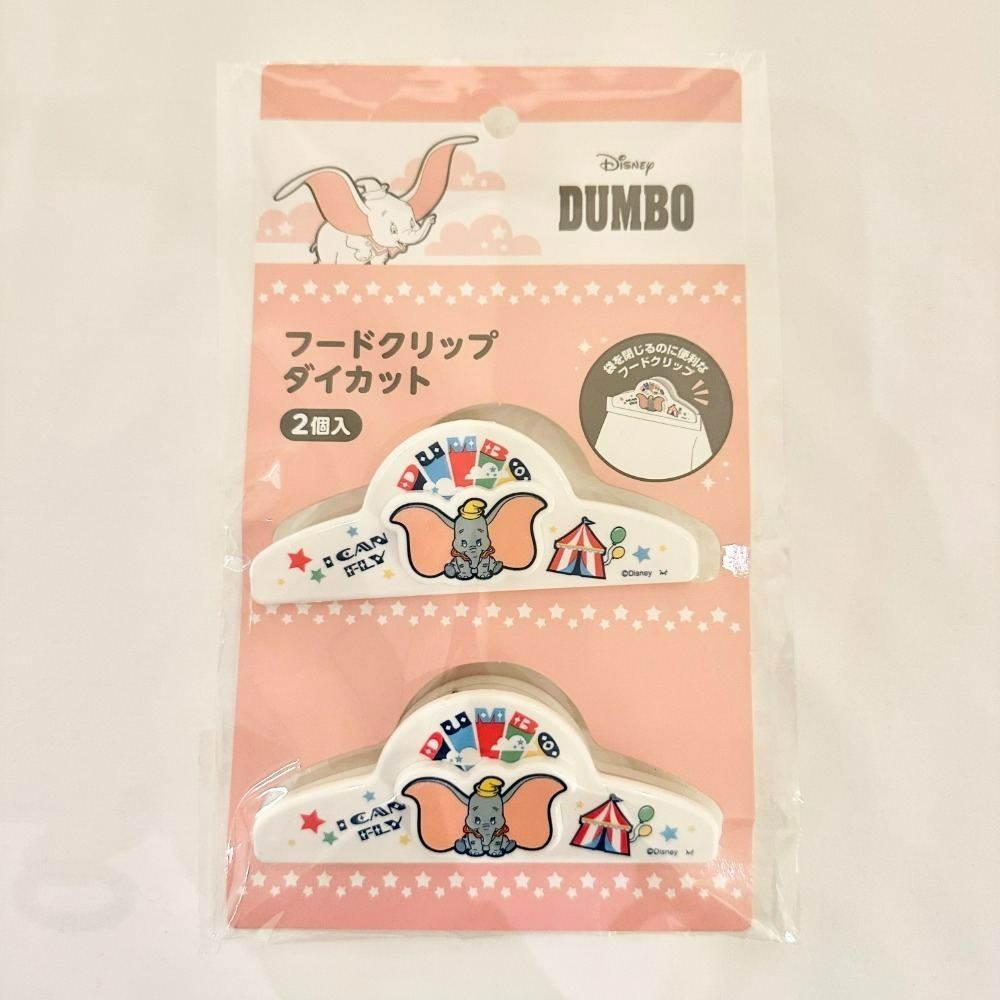 Disney
DUMBO
フードクリップ
ダイカット
2個入
袋を閉じるのに便利な
フードクリップ
DUMBO
I CAN
FLY
©Disney
DUMBO
I CAN
FLY
©Disney